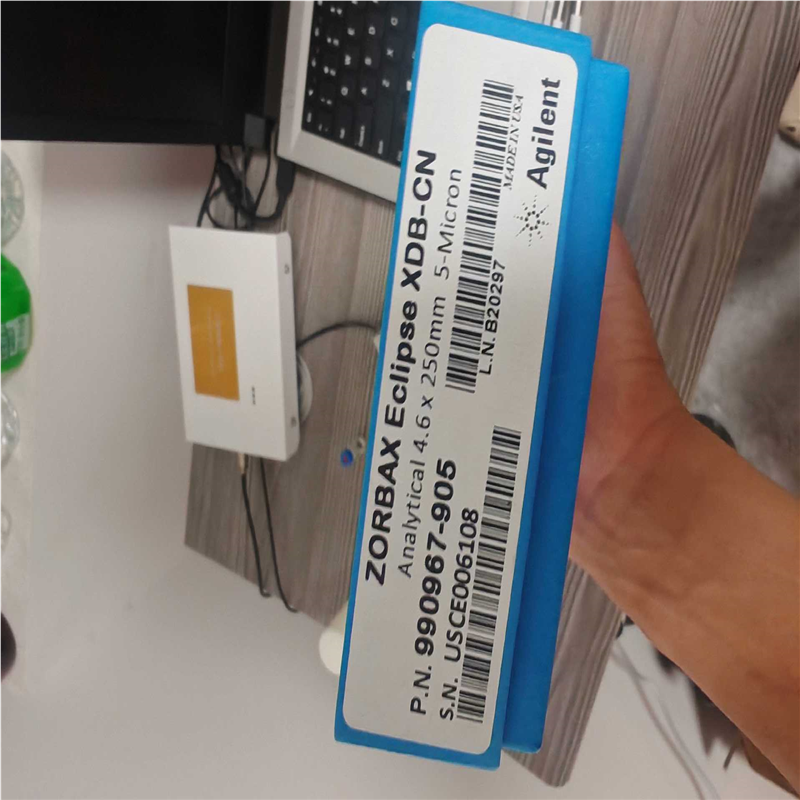 ZORBAX Eclipse XDB-CN
Analytical 4.6 x 250mm 5-Micron
P.N. 990967-905
S.N. USCE006108
L.N. B20297
MADE IN USA
Agilent